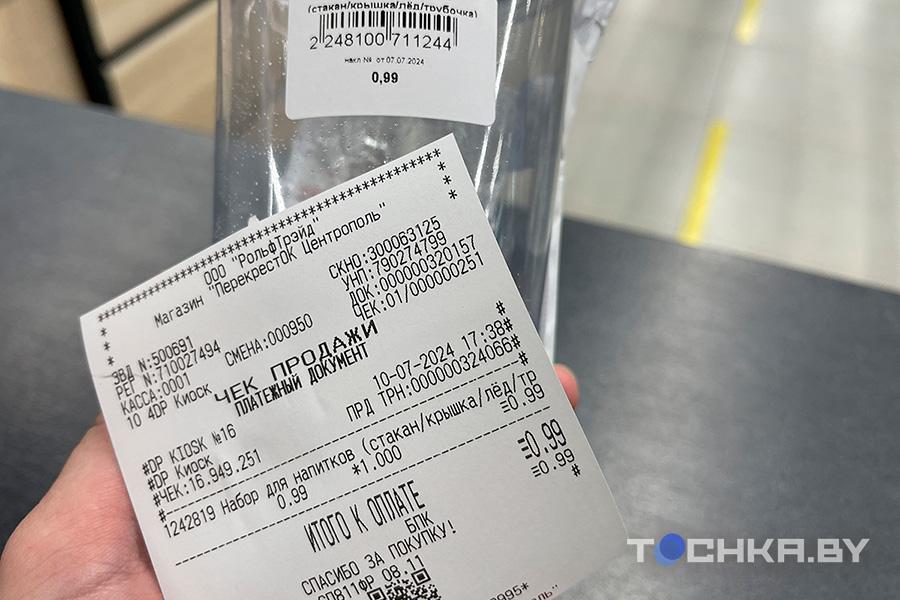 (стакан/крышка/лёд/трубочка)
2 248100 711244
накл № от 07.07.2024
0,99
ООО "РольфТрэйд"
Магазин "ПерекрестОК Центрополь"
СКНО:300063125
ЗВД N:500691 УНП:790274799
РЕГ N:710027494 ДОК:000000320157
КАССА:0001 СМЕНА:000950 ЧЕК:01/000000251
10 4DP Киоск
ЧЕК ПРОДАЖИ
ПЛАТЕЖНЫЙ ДОКУМЕНТ
10-07-2024 17:38#
#DP KIOSK №16 ПРД ТРН:000000324066#
#DP Киоск
#ЧЕК:16.949.251
1242819 Набор для напитков (стакан/крышка/лёд/тр
0.99 *1,000 =0.99
ИТОГО К ОПЛАТЕ =0,99
БПК =0.99
СПАСИБО ЗА ПОКУПКУ! #
TOCHKA.BY